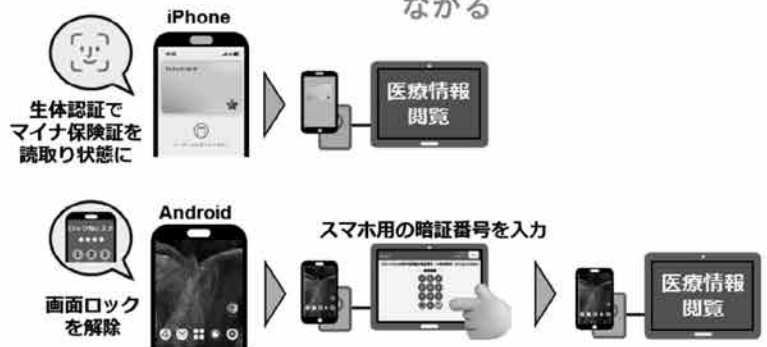 ながる
iPhone
生体認証で
マイナ保険証を
読取り状態に
医療情報
閲覧
Android
スマホ用の暗証番号を入力
画面ロック
を解除
医療情報
閲覧